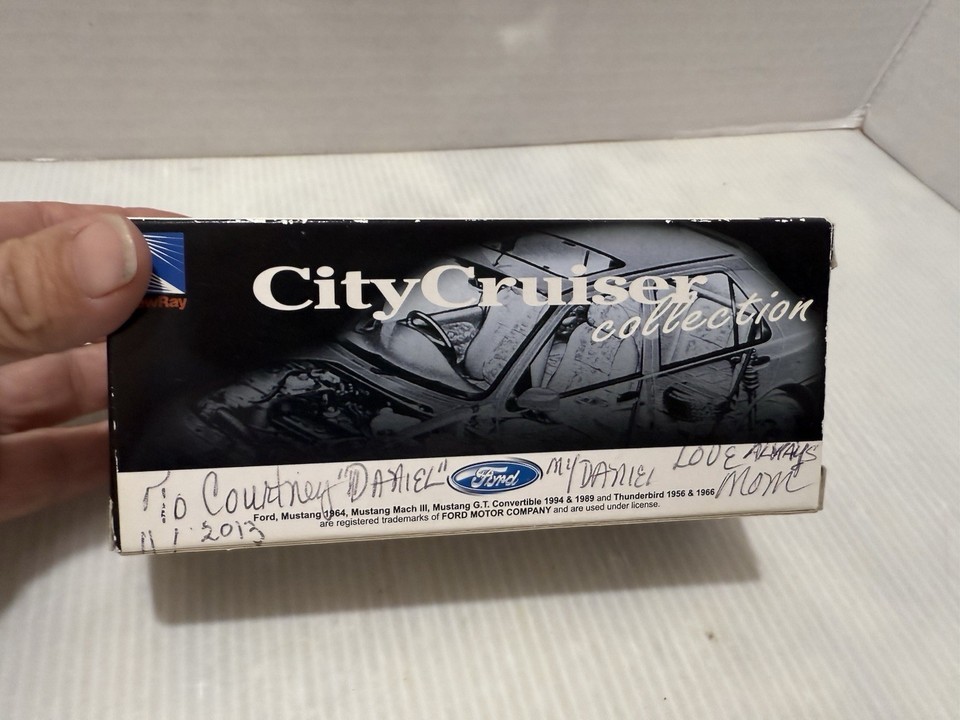 CityCruiser
collection
To Courtney "DANIEL" Ford MY DANIEL LOVE ALWAYS
MOM
2013
Ford, Mustang 1964, Mustang Mach III, Mustang G.T. Convertible 1994 & 1989 and Thunderbird 1956 & 1966
are registered trademarks of FORD MOTOR COMPANY and are used under license.